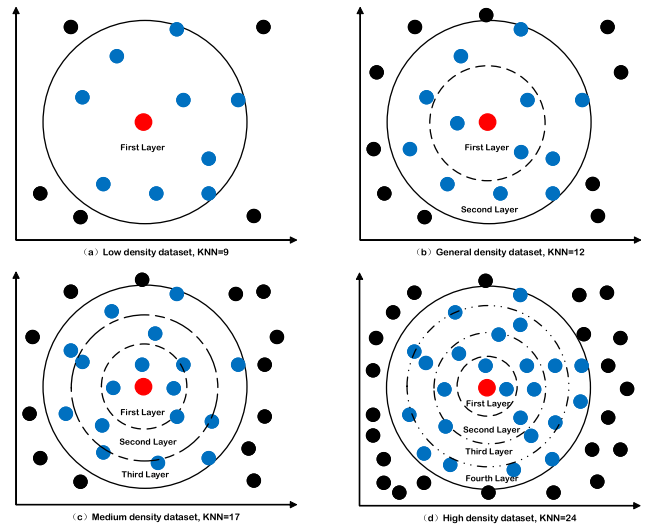 First Layer
（a）Low density dataset, KNN=9
First Layer
Second Layer
（b）General density dataset, KNN=12
First Layer
Second Layer
Third Layer
（c）Medium density dataset, KNN=17
First Layer
Second Layer
Third Layer
Fourth Layer
（d）High density dataset, KNN=24